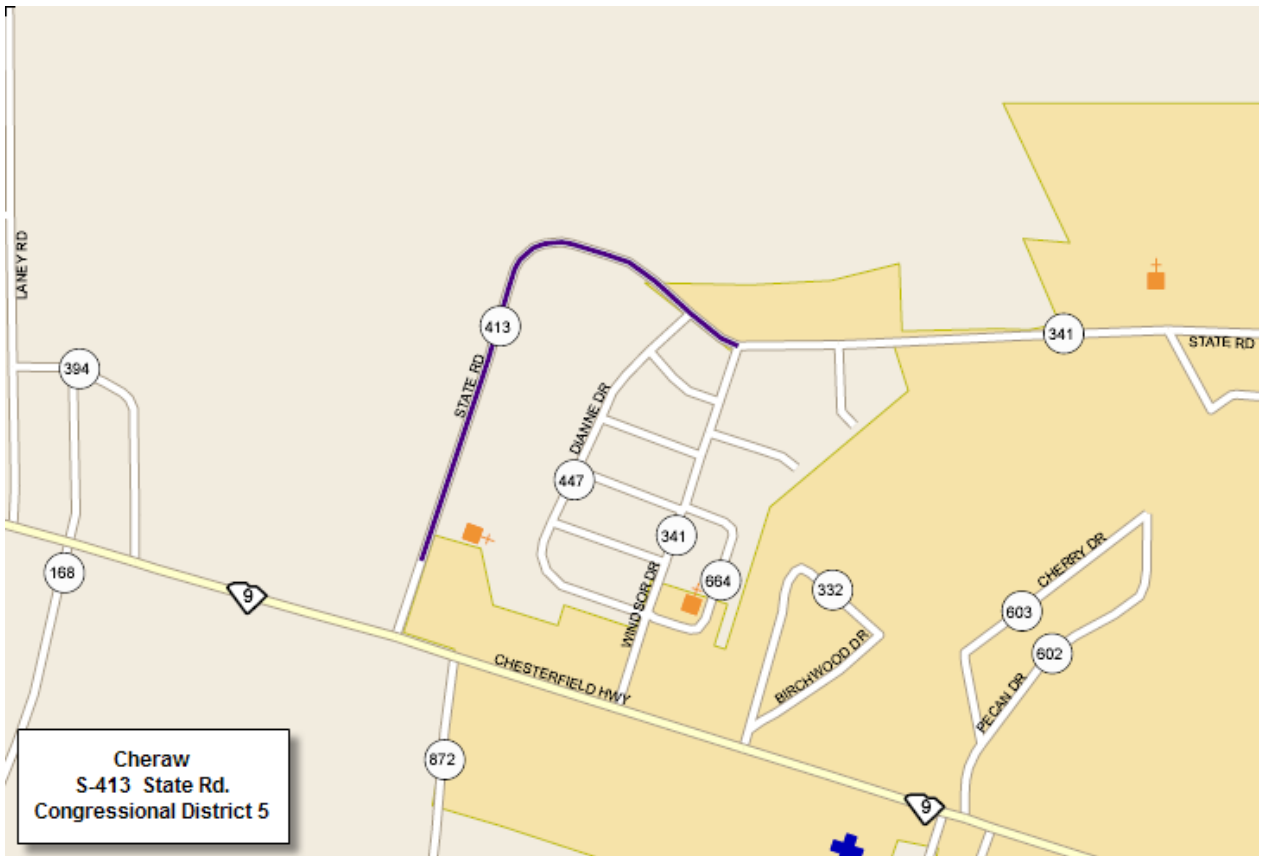 LANEY RD
413
341
STATE RD
394
STATE RD
DIANNE DR
447
341
CHERRY DR
168
664
332
9
603
WINDSOR DR
602
BIRCHWOOD DR
CHESTERFIELD HWY
PECAN DR
872
9
Cheraw
S-413 State Rd.
Congressional District 5